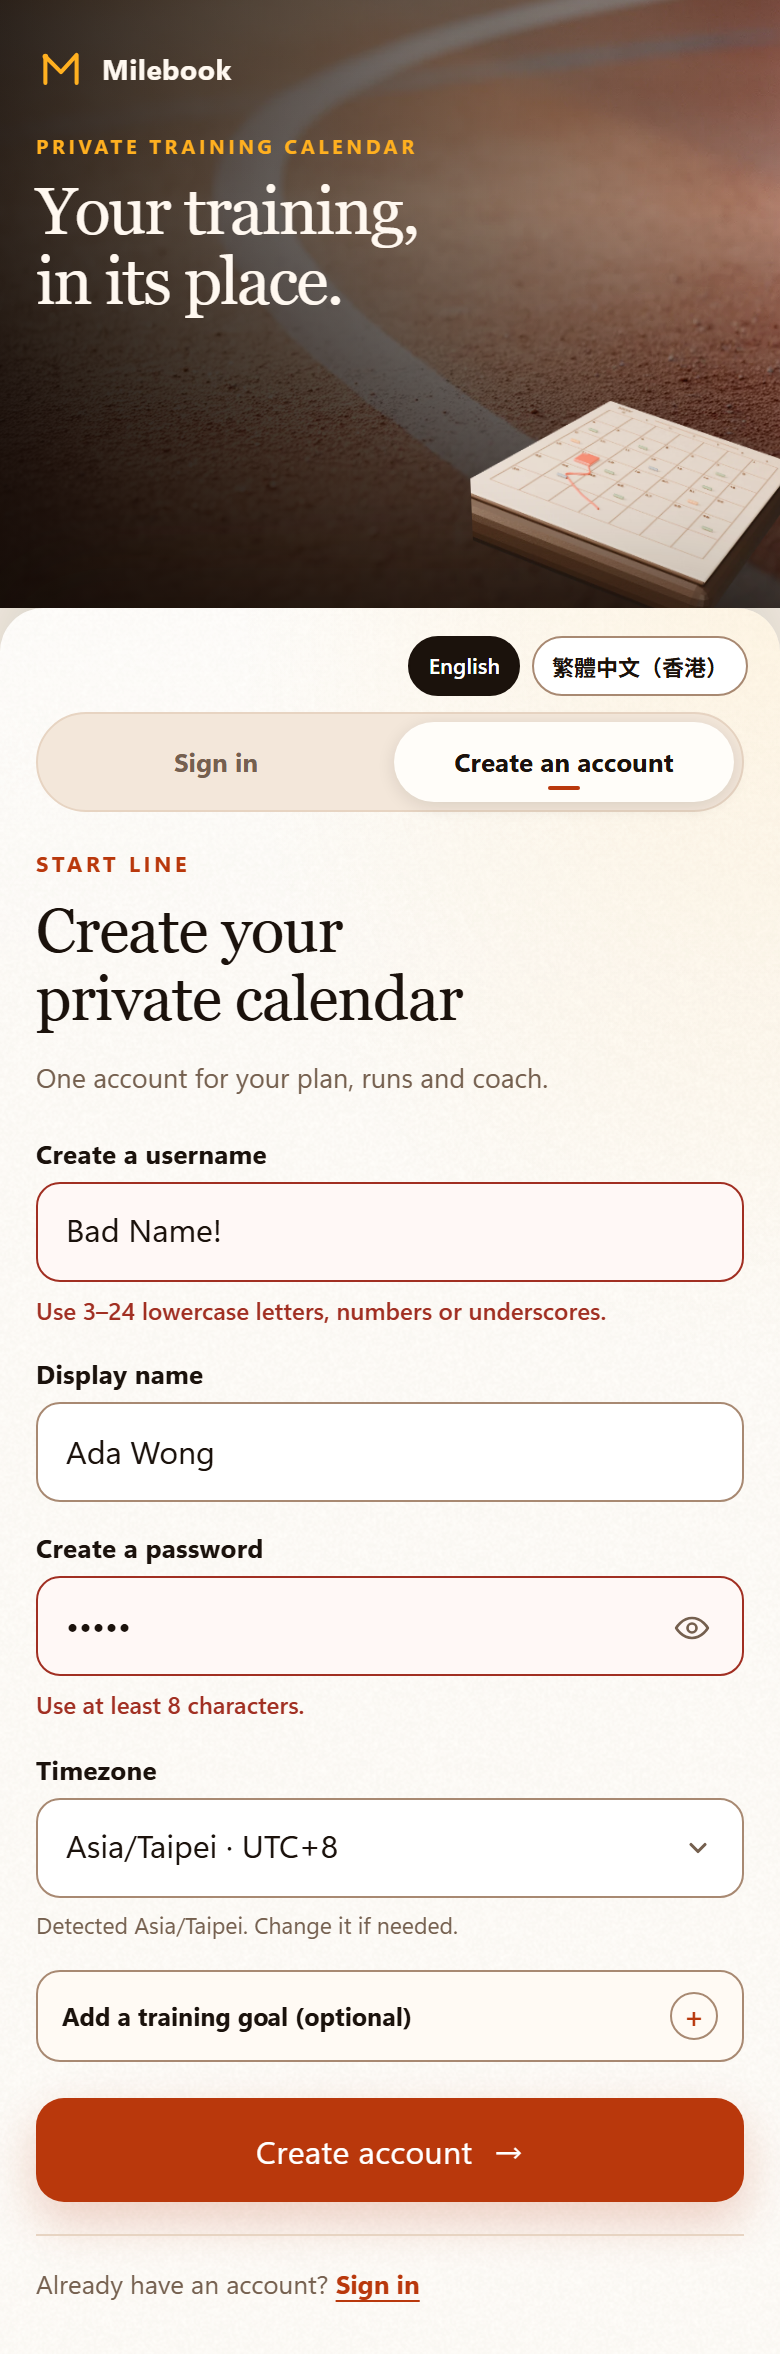 Milebook
PRIVATE TRAINING CALENDAR
Your training,
in its place.
English
繁體中文（香港）
Sign in
Create an account
START LINE
Create your
private calendar
One account for your plan, runs and coach.
Create a username
Bad Name!
Use 3–24 lowercase letters, numbers or underscores.
Display name
Ada Wong
Create a password
•••••
Use at least 8 characters.
Timezone
Asia/Taipei · UTC+8
Detected Asia/Taipei. Change it if needed.
Add a training goal (optional)
+
Create account →
Already have an account? Sign in